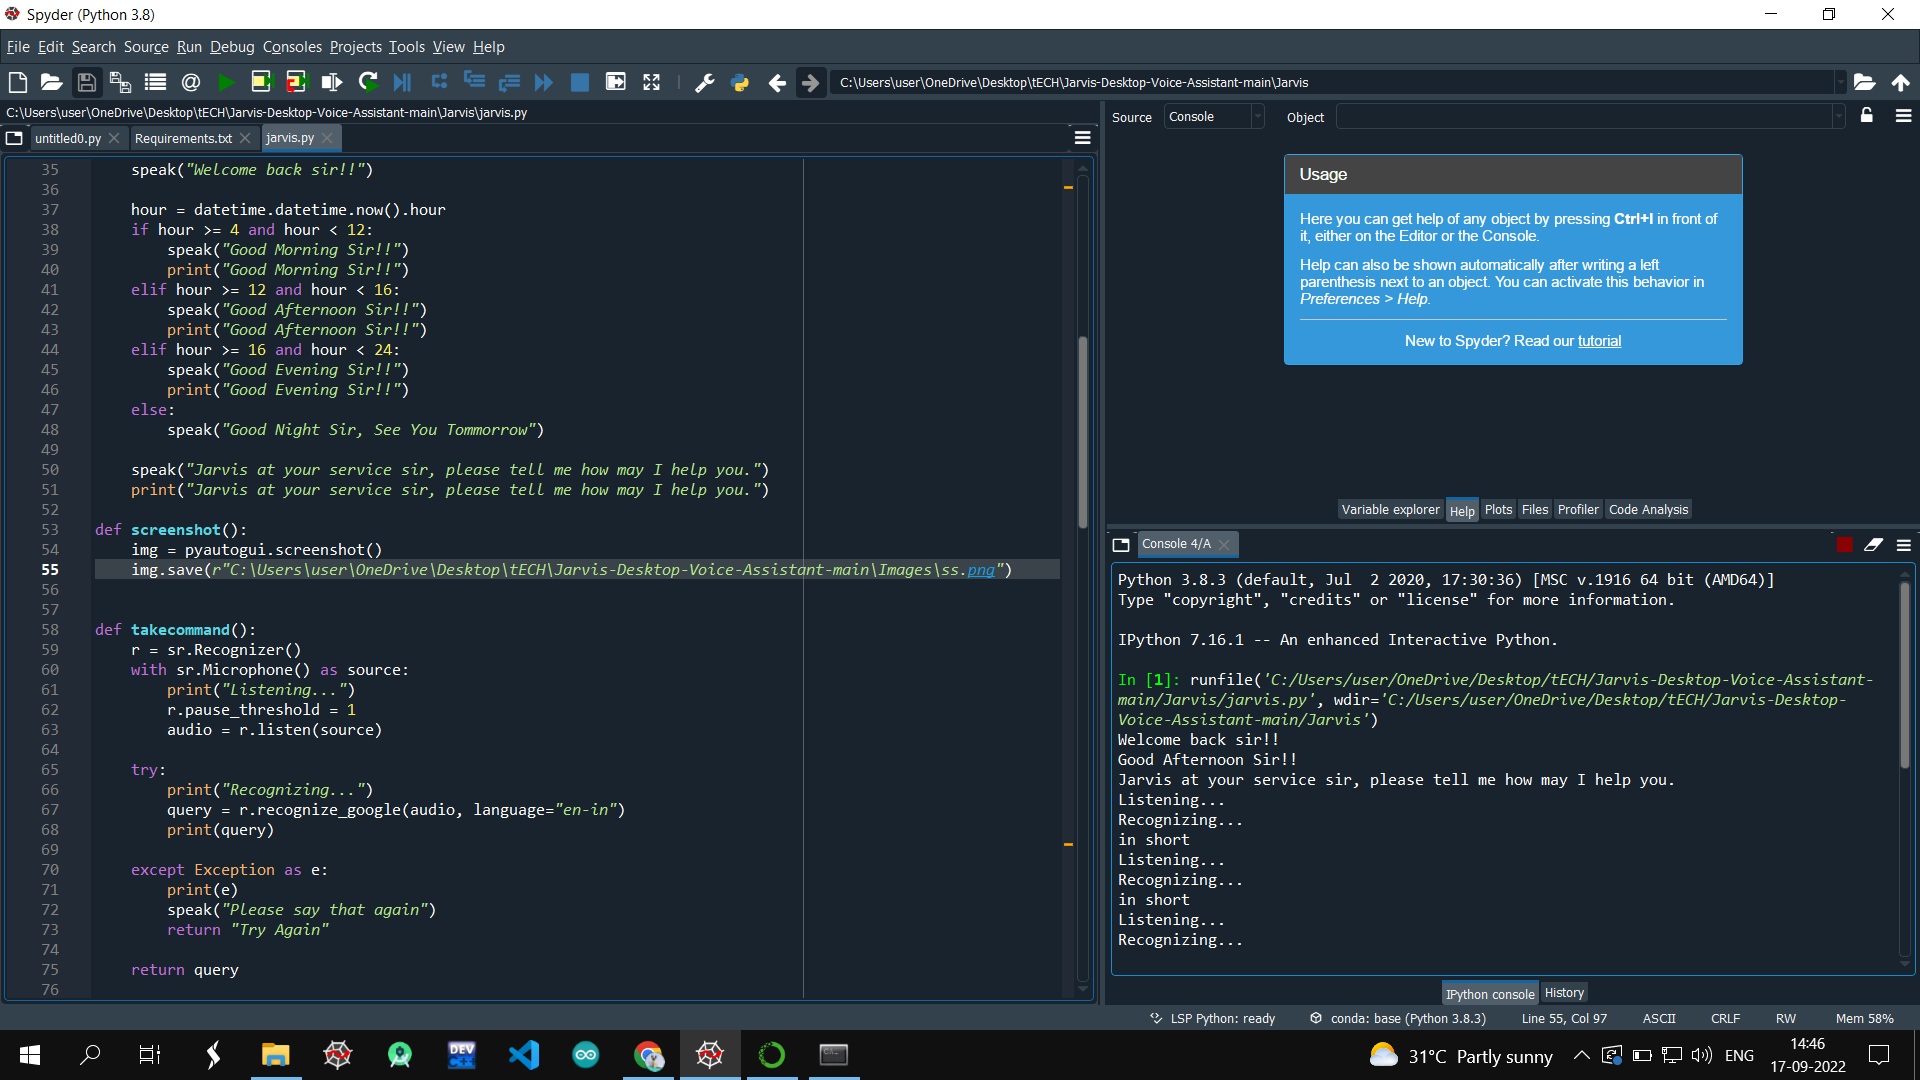 Spyder (Python 3.8)
File Edit Search Source Run Debug Consoles Projects Tools View Help
C:\Users\user\OneDrive\Desktop\tECH\Jarvis-Desktop-Voice-Assistant-main\Jarvis
C:\Users\user\OneDrive\Desktop\tECH\Jarvis-Desktop-Voice-Assistant-main\Jarvis\jarvis.py
untitled0.py Requirements.txt jarvis.py
35 speak("Welcome back sir!!")
36
37 hour = datetime.datetime.now().hour
38 if hour >= 4 and hour < 12:
39 speak("Good Morning Sir!!")
40 print("Good Morning Sir!!")
41 elif hour >= 12 and hour < 16:
42 speak("Good Afternoon Sir!!")
43 print("Good Afternoon Sir!!")
44 elif hour >= 16 and hour < 24:
45 speak("Good Evening Sir!!")
46 print("Good Evening Sir!!")
47 else:
48 speak("Good Night Sir, See You Tommorrow")
49
50 speak("Jarvis at your service sir, please tell me how may I help you.")
51 print("Jarvis at your service sir, please tell me how may I help you.")
52
53 def screenshot():
54 img = pyautogui.screenshot()
55 img.save(r"C:\Users\user\OneDrive\Desktop\tECH\Jarvis-Desktop-Voice-Assistant-main\Images\ss.png")
56
57
58 def takecommand():
59 r = sr.Recognizer()
60 with sr.Microphone() as source:
61 print("Listening...")
62 r.pause_threshold = 1
63 audio = r.listen(source)
64
65 try:
66 print("Recognizing...")
67 query = r.recognize_google(audio, language="en-in")
68 print(query)
69
70 except Exception as e:
71 print(e)
72 speak("Please say that again")
73 return "Try Again"
74
75 return query
76
Source Console Object
Usage
Here you can get help of any object by pressing Ctrl+I in front of
it, either on the Editor or the Console.
Help can also be shown automatically after writing a left
parenthesis next to an object. You can activate this behavior in
Preferences > Help.
New to Spyder? Read our tutorial
Variable explorer Help Plots Files Profiler Code Analysis
Console 4/A
Python 3.8.3 (default, Jul 2 2020, 17:30:36) [MSC v.1916 64 bit (AMD64)]
Type "copyright", "credits" or "license" for more information.
IPython 7.16.1 -- An enhanced Interactive Python.
In [1]: runfile('C:/Users/user/OneDrive/Desktop/tECH/Jarvis-Desktop-Voice-Assistant-
main/Jarvis/jarvis.py', wdir='C:/Users/user/OneDrive/Desktop/tECH/Jarvis-Desktop-
Voice-Assistant-main/Jarvis')
Welcome back sir!!
Good Afternoon Sir!!
Jarvis at your service sir, please tell me how may I help you.
Listening...
Recognizing...
in short
Listening...
Recognizing...
in short
Listening...
Recognizing...
IPython console History
LSP Python: ready conda: base (Python 3.8.3) Line 55, Col 97 ASCII CRLF RW Mem 58%
DEV
31°C Partly sunny ENG
14:46
17-09-2022